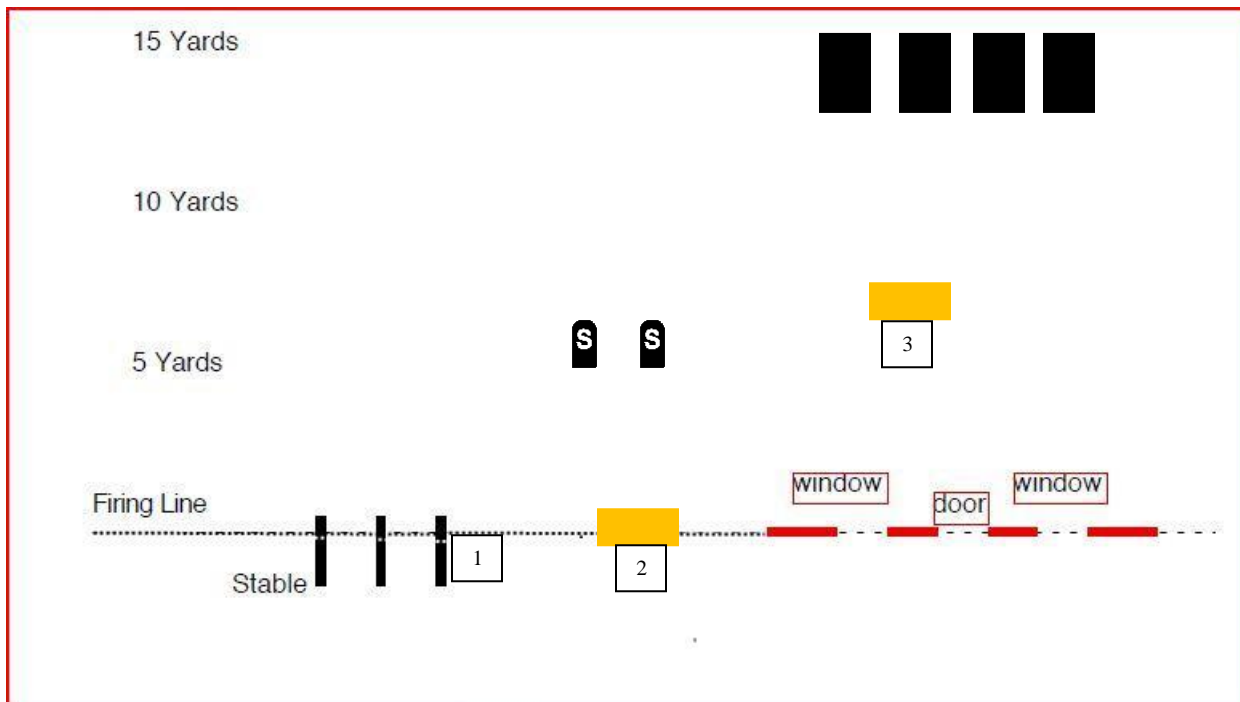 15 Yards
10 Yards
S S
3
5 Yards
window window
door
Firing Line
1
2
Stable